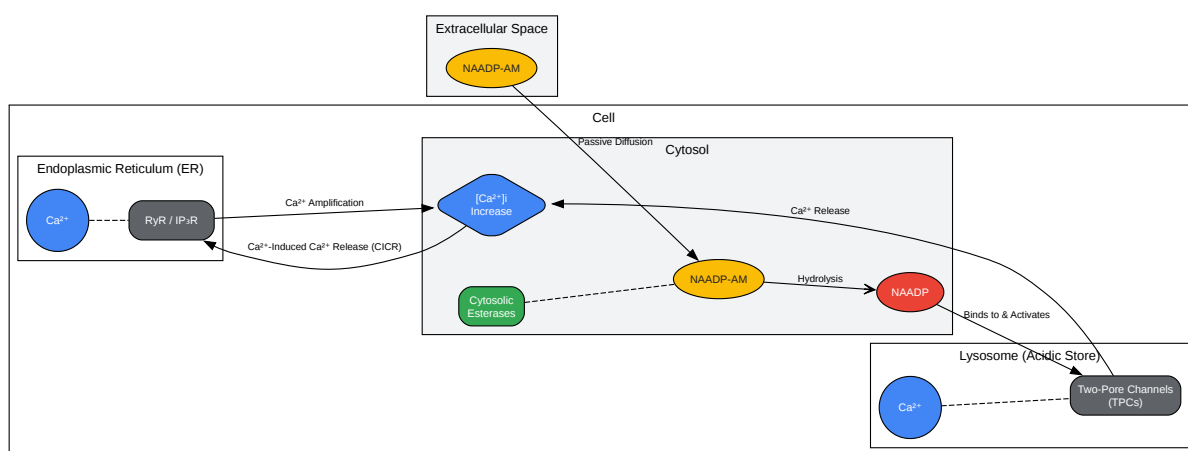 Extracellular Space
NAADP-AM
Cell
Passive Diffusion
Cytosol
Endoplasmic Reticulum (ER)
Ca²⁺
RyR / IP₃R
Ca²⁺ Amplification
[Ca²⁺]i
Increase
Ca²⁺ Release
Ca²⁺-Induced Ca²⁺ Release (CICR)
NAADP-AM
Hydrolysis
NAADP
Cytosolic
Esterases
Binds to & Activates
Lysosome (Acidic Store)
Ca²⁺
Two-Pore Channels
(TPCs)